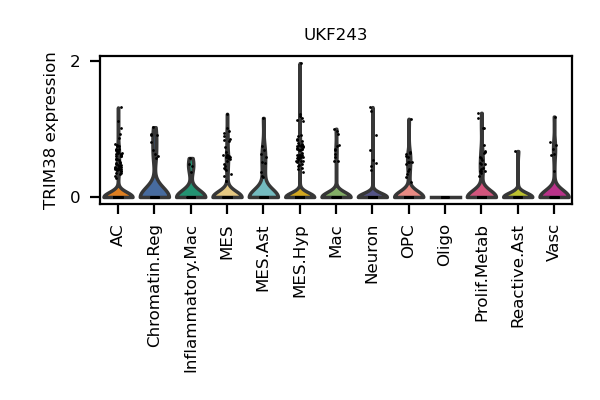 UKF243
TRIM38 expression
2
0
AC
Chromatin.Reg
Inflammatory.Mac
MES
MES.Ast
MES.Hyp
Mac
Neuron
OPC
Oligo
Prolif.Metab
Reactive.Ast
Vasc